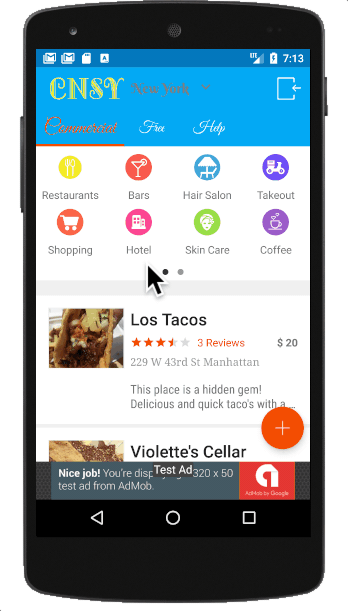 7:13
CNSY New York
Commercial Free Help
Restaurants Bars Hair Salon Takeout
Shopping Hotel Skin Care Coffee
Los Tacos
3 Reviews $ 20
229 W 43rd St Manhattan
This place is a hidden gem!
Delicious and quick taco's with a ...
Violette's Cellar
Test Ad
Nice job! You're 320 x 50
test ad from AdMob.
AdMob by Google